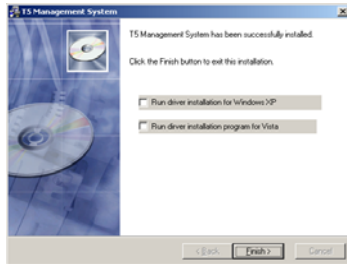 T5 Management System
T5 Management System has been successfully installed.
Click the Finish button to exit this installation.
Run driver installation for Windows XP
Run driver installation program for Vista
< Back
Finish >
Cancel